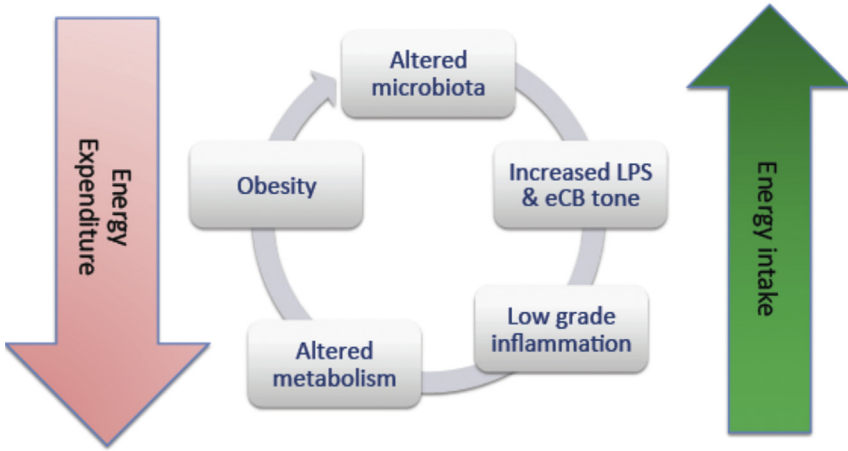 Energy
Expenditure
Altered
microbiota
Increased LPS
& eCB tone
Low grade
inflammation
Altered
metabolism
Obesity
Energy intake